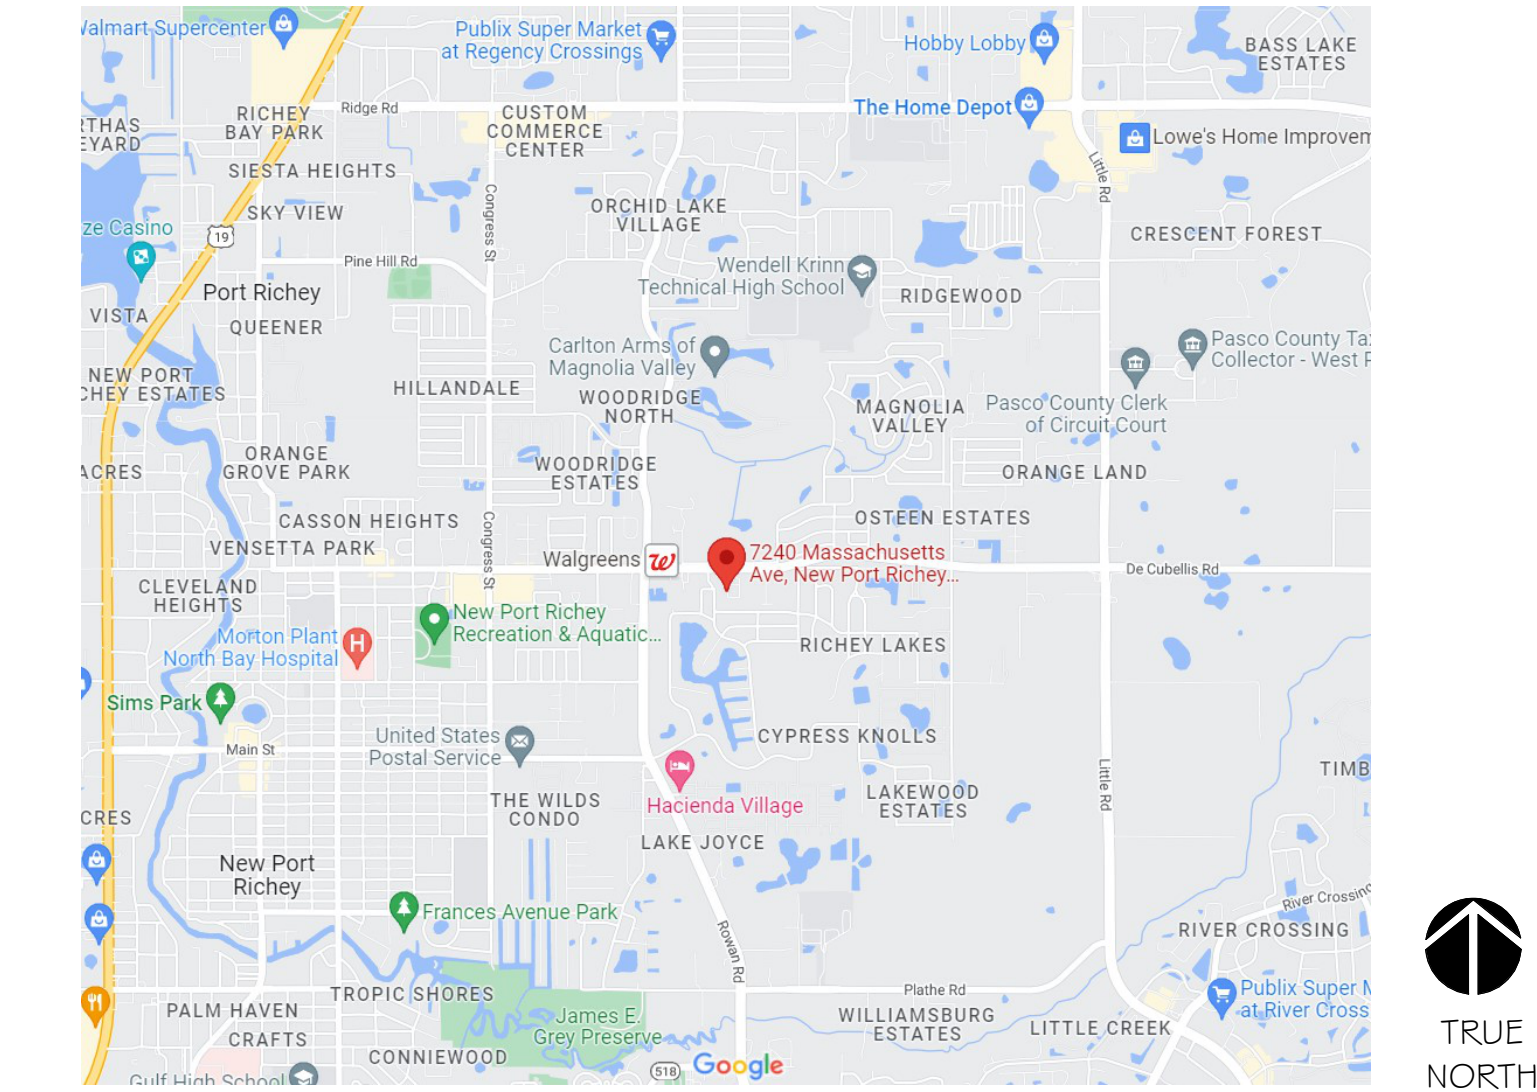 Walmart Supercenter
Publix Super Market
at Regency Crossings
Hobby Lobby
BASS LAKE
ESTATES
Ridge Rd
The Home Depot
RICHEY
BAY PARK
CUSTOM
COMMERCE
CENTER
RTHAS
EYARD
Lowe's Home Improvem
SIESTA HEIGHTS
Little Rd
Congress St
SKY VIEW
ORCHID LAKE
VILLAGE
ze Casino
19
CRESCENT FOREST
Pine Hill Rd
Wendell Krinn
Technical High School
Port Richey
RIDGEWOOD
VISTA
QUEENER
Carlton Arms of
Magnolia Valley
Pasco County Ta
Collector - West P
NEW PORT
CHEY ESTATES
HILLANDALE
WOODRIDGE
NORTH
MAGNOLIA
VALLEY
Pasco County Clerk
of Circuit Court
ORANGE
GROVE PARK
ACRES
WOODRIDGE
ESTATES
ORANGE LAND
CASSON HEIGHTS
Congress St
OSTEEN ESTATES
VENSETTA PARK
Walgreens
7240 Massachusetts
Ave, New Port Richey...
De Cubellis Rd
CLEVELAND
HEIGHTS
New Port Richey
Recreation & Aquatic...
Morton Plant
North Bay Hospital
H
RICHEY LAKES
Sims Park
United States
Postal Service
CYPRESS KNOLLS
Main St
TIMB
Little Rd
THE WILDS
CONDO
Hacienda Village
LAKEWOOD
ESTATES
CRES
LAKE JOYCE
New Port
Richey
Frances Avenue Park
River Crossing
Rowan Rd
RIVER CROSSING
TROPIC SHORES
Plathe Rd
Publix Super M
at River Cross
PALM HAVEN
James E.
Grey Preserve
WILLIAMSBURG
ESTATES
LITTLE CREEK
CRAFTS
CONNIEWOOD
518
Google
Gulf High School
TRUE
NORTH